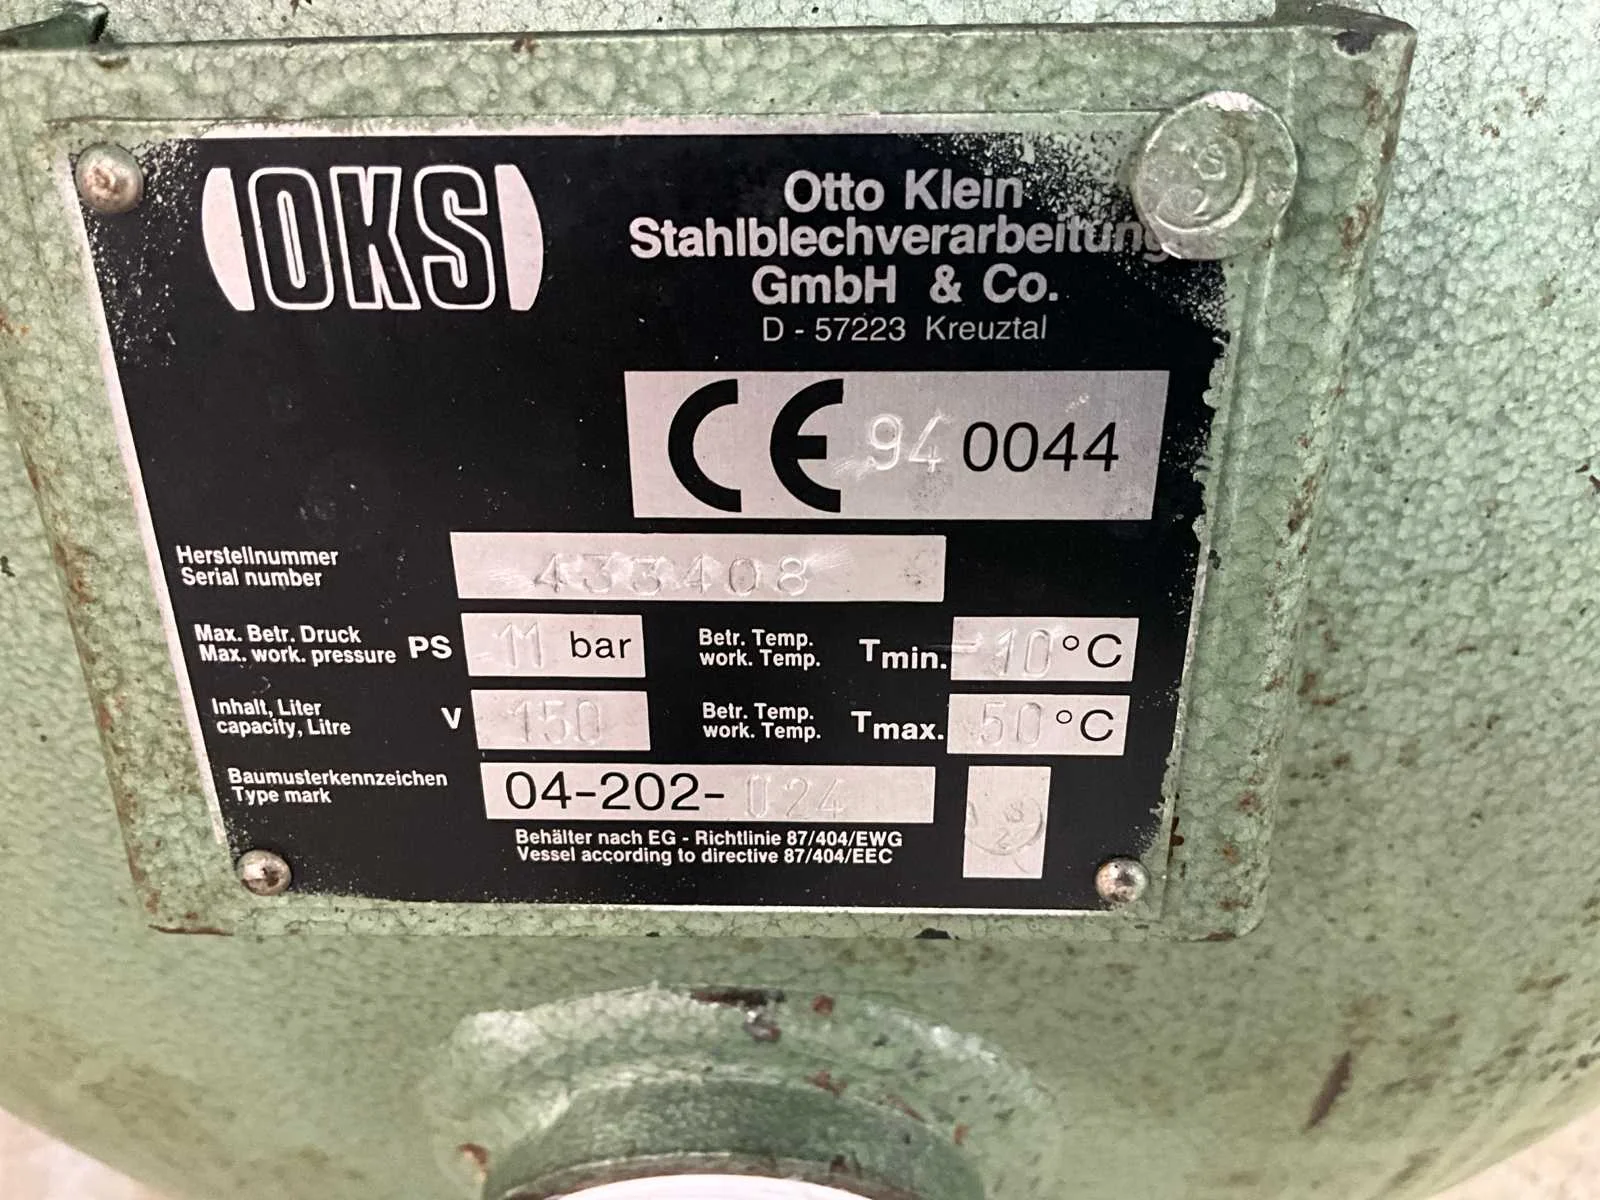 OKS
Otto Klein
Stahlblechverarbeitung
GmbH & Co.
D - 57223 Kreuztal
CE 94 0044
Herstellnummer
Serial number
433408
Max. Betr. Druck
Max. work. pressure
PS 11 bar
Betr. Temp.
work. Temp.
Tmin. -10 °C
Inhalt, Liter
capacity, Litre
V 150
Betr. Temp.
work. Temp.
Tmax. 50 °C
Baumusterkennzeichen
Type mark
04-202-024
Behälter nach EG - Richtlinie 87/404/EWG
Vessel according to directive 87/404/EEC